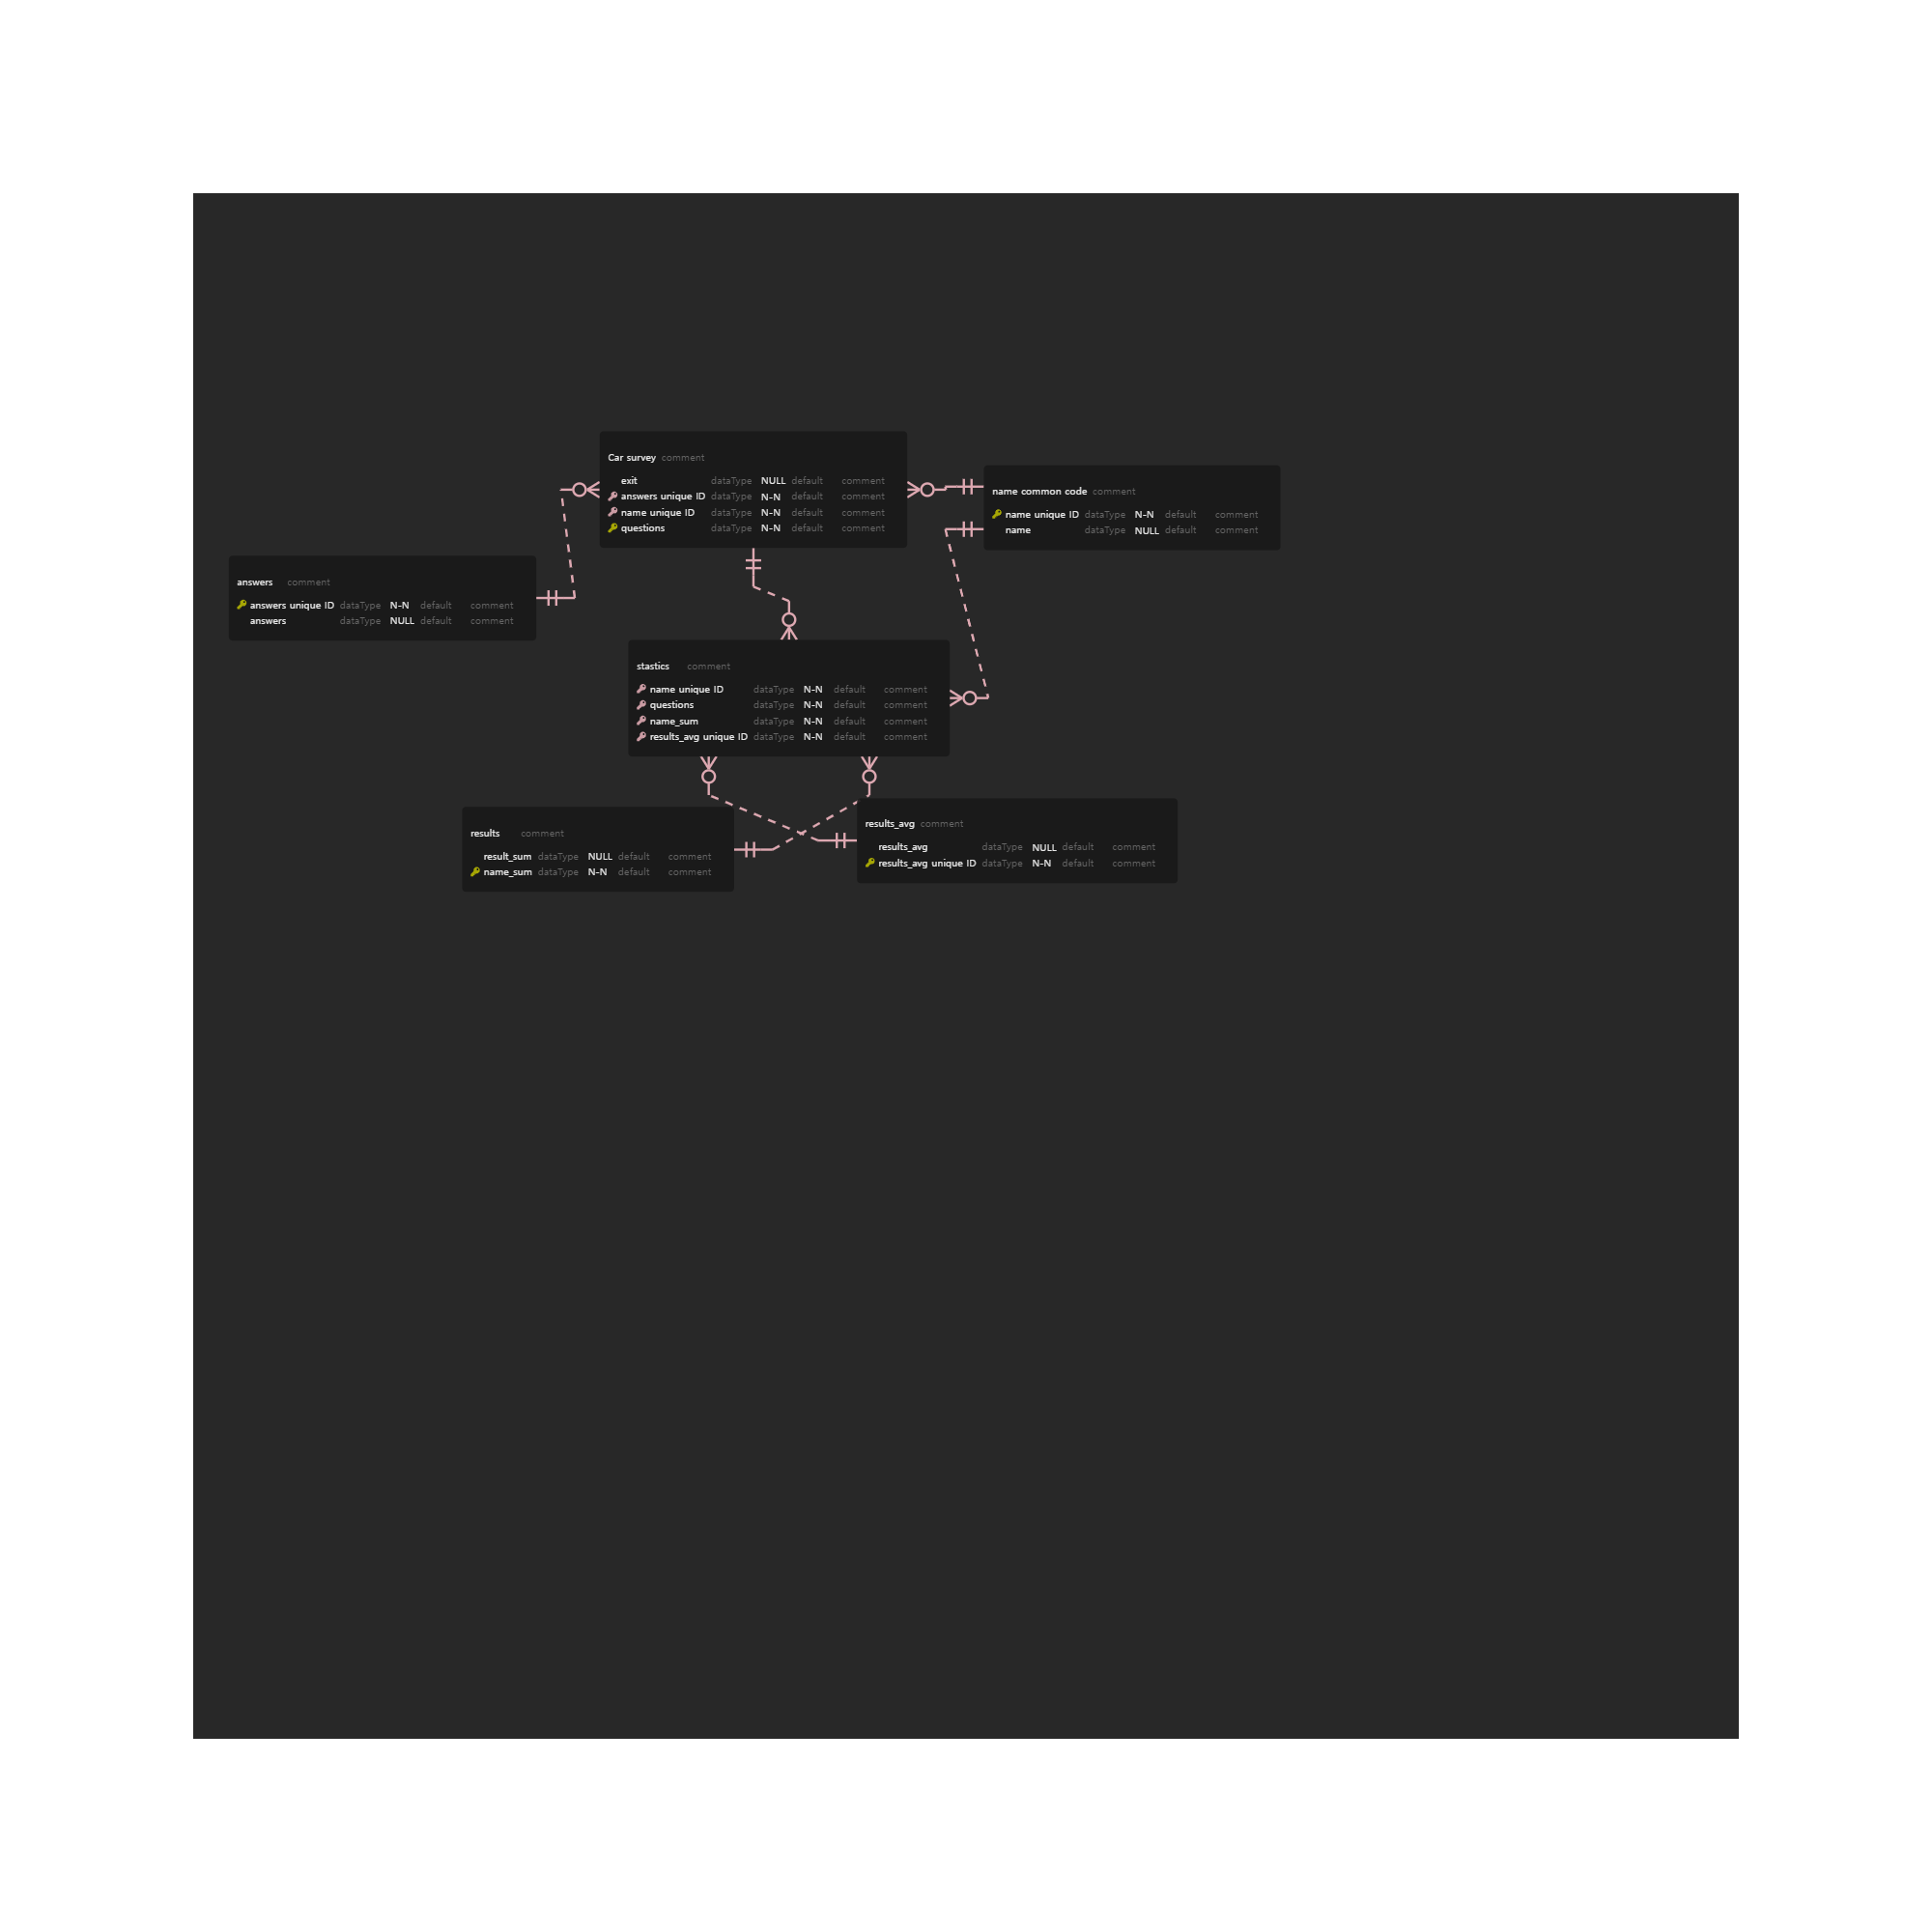 Car survey comment
exit dataType NULL default comment
answers unique ID dataType N-N default comment
name unique ID dataType N-N default comment
questions dataType N-N default comment
name common code comment
name unique ID dataType N-N default comment
name dataType NULL default comment
answers comment
answers unique ID dataType N-N default comment
answers dataType NULL default comment
stastics comment
name unique ID dataType N-N default comment
questions dataType N-N default comment
name_sum dataType N-N default comment
results_avg unique ID dataType N-N default comment
results comment
result_sum dataType NULL default comment
name_sum dataType N-N default comment
results_avg comment
results_avg dataType NULL default comment
results_avg unique ID dataType N-N default comment